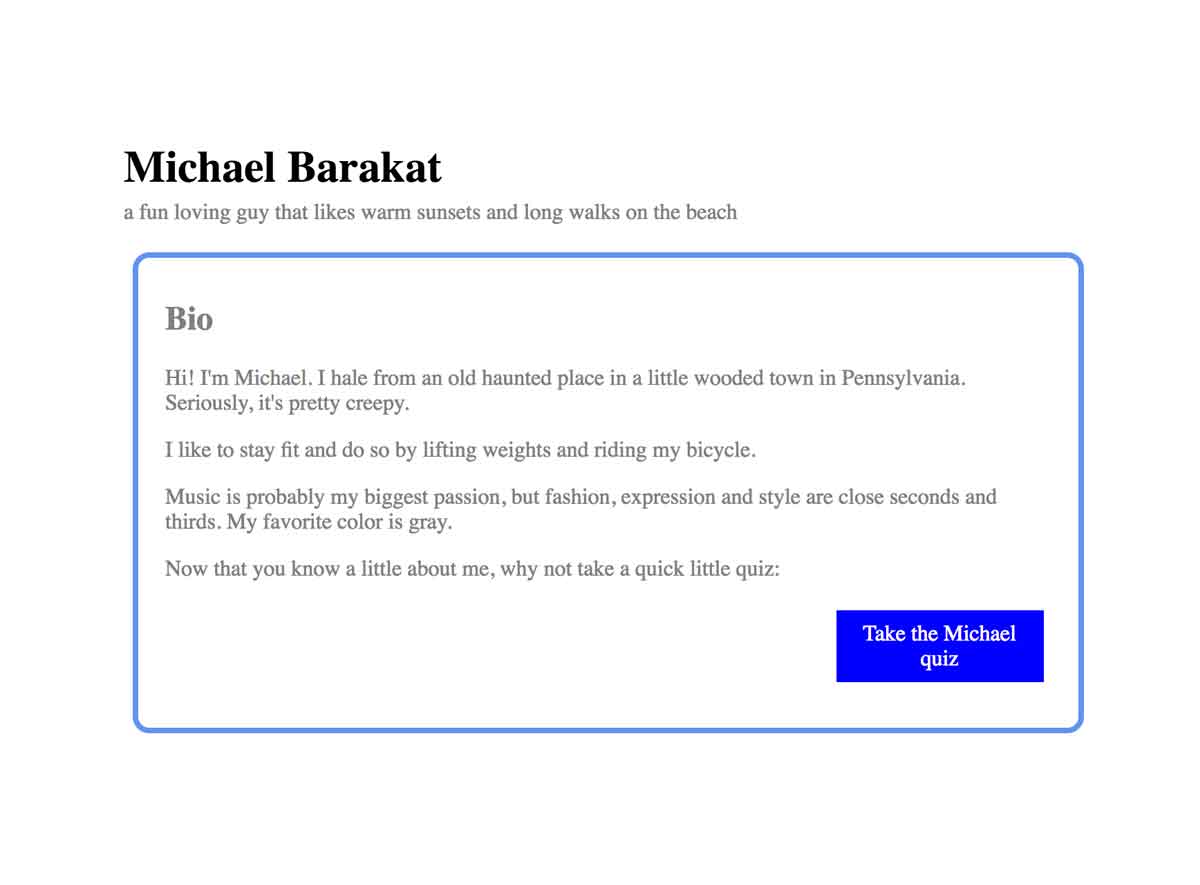 Michael Barakat
a fun loving guy that likes warm sunsets and long walks on the beach
Bio
Hi! I'm Michael. I hale from an old haunted place in a little wooded town in Pennsylvania.
Seriously, it's pretty creepy.
I like to stay fit and do so by lifting weights and riding my bicycle.
Music is probably my biggest passion, but fashion, expression and style are close seconds and
thirds. My favorite color is gray.
Now that you know a little about me, why not take a quick little quiz:
Take the Michael
quiz